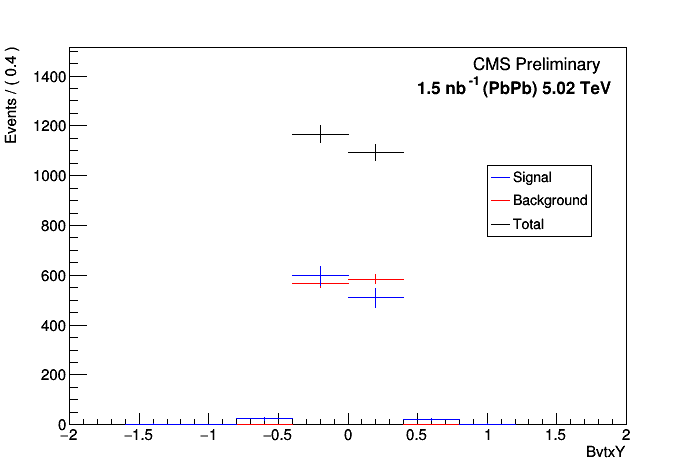 CMS Preliminary
1.5 nb⁻¹ (PbPb) 5.02 TeV
Events / ( 0.4 )
1400
1200
1000
800
600
400
200
0
Signal
Background
Total
−2 −1.5 −1 −0.5 0 0.5 1 1.5 2
BvtxY